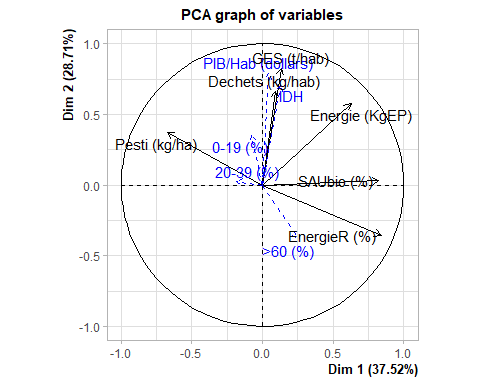 PCA graph of variables
Dim 2 (28.71%)
1.0
0.5
0.0
-0.5
-1.0
GES (t/hab)
PIB/Hab (dollars)
Dechets (kg/hab)
IDH
Energie (KgEP)
Pesti (kg/ha)
0-19 (%)
20-39 (%)
SAUbio (%)
EnergieR (%)
>60 (%)
-1.0 -0.5 0.0 0.5 1.0
Dim 1 (37.52%)